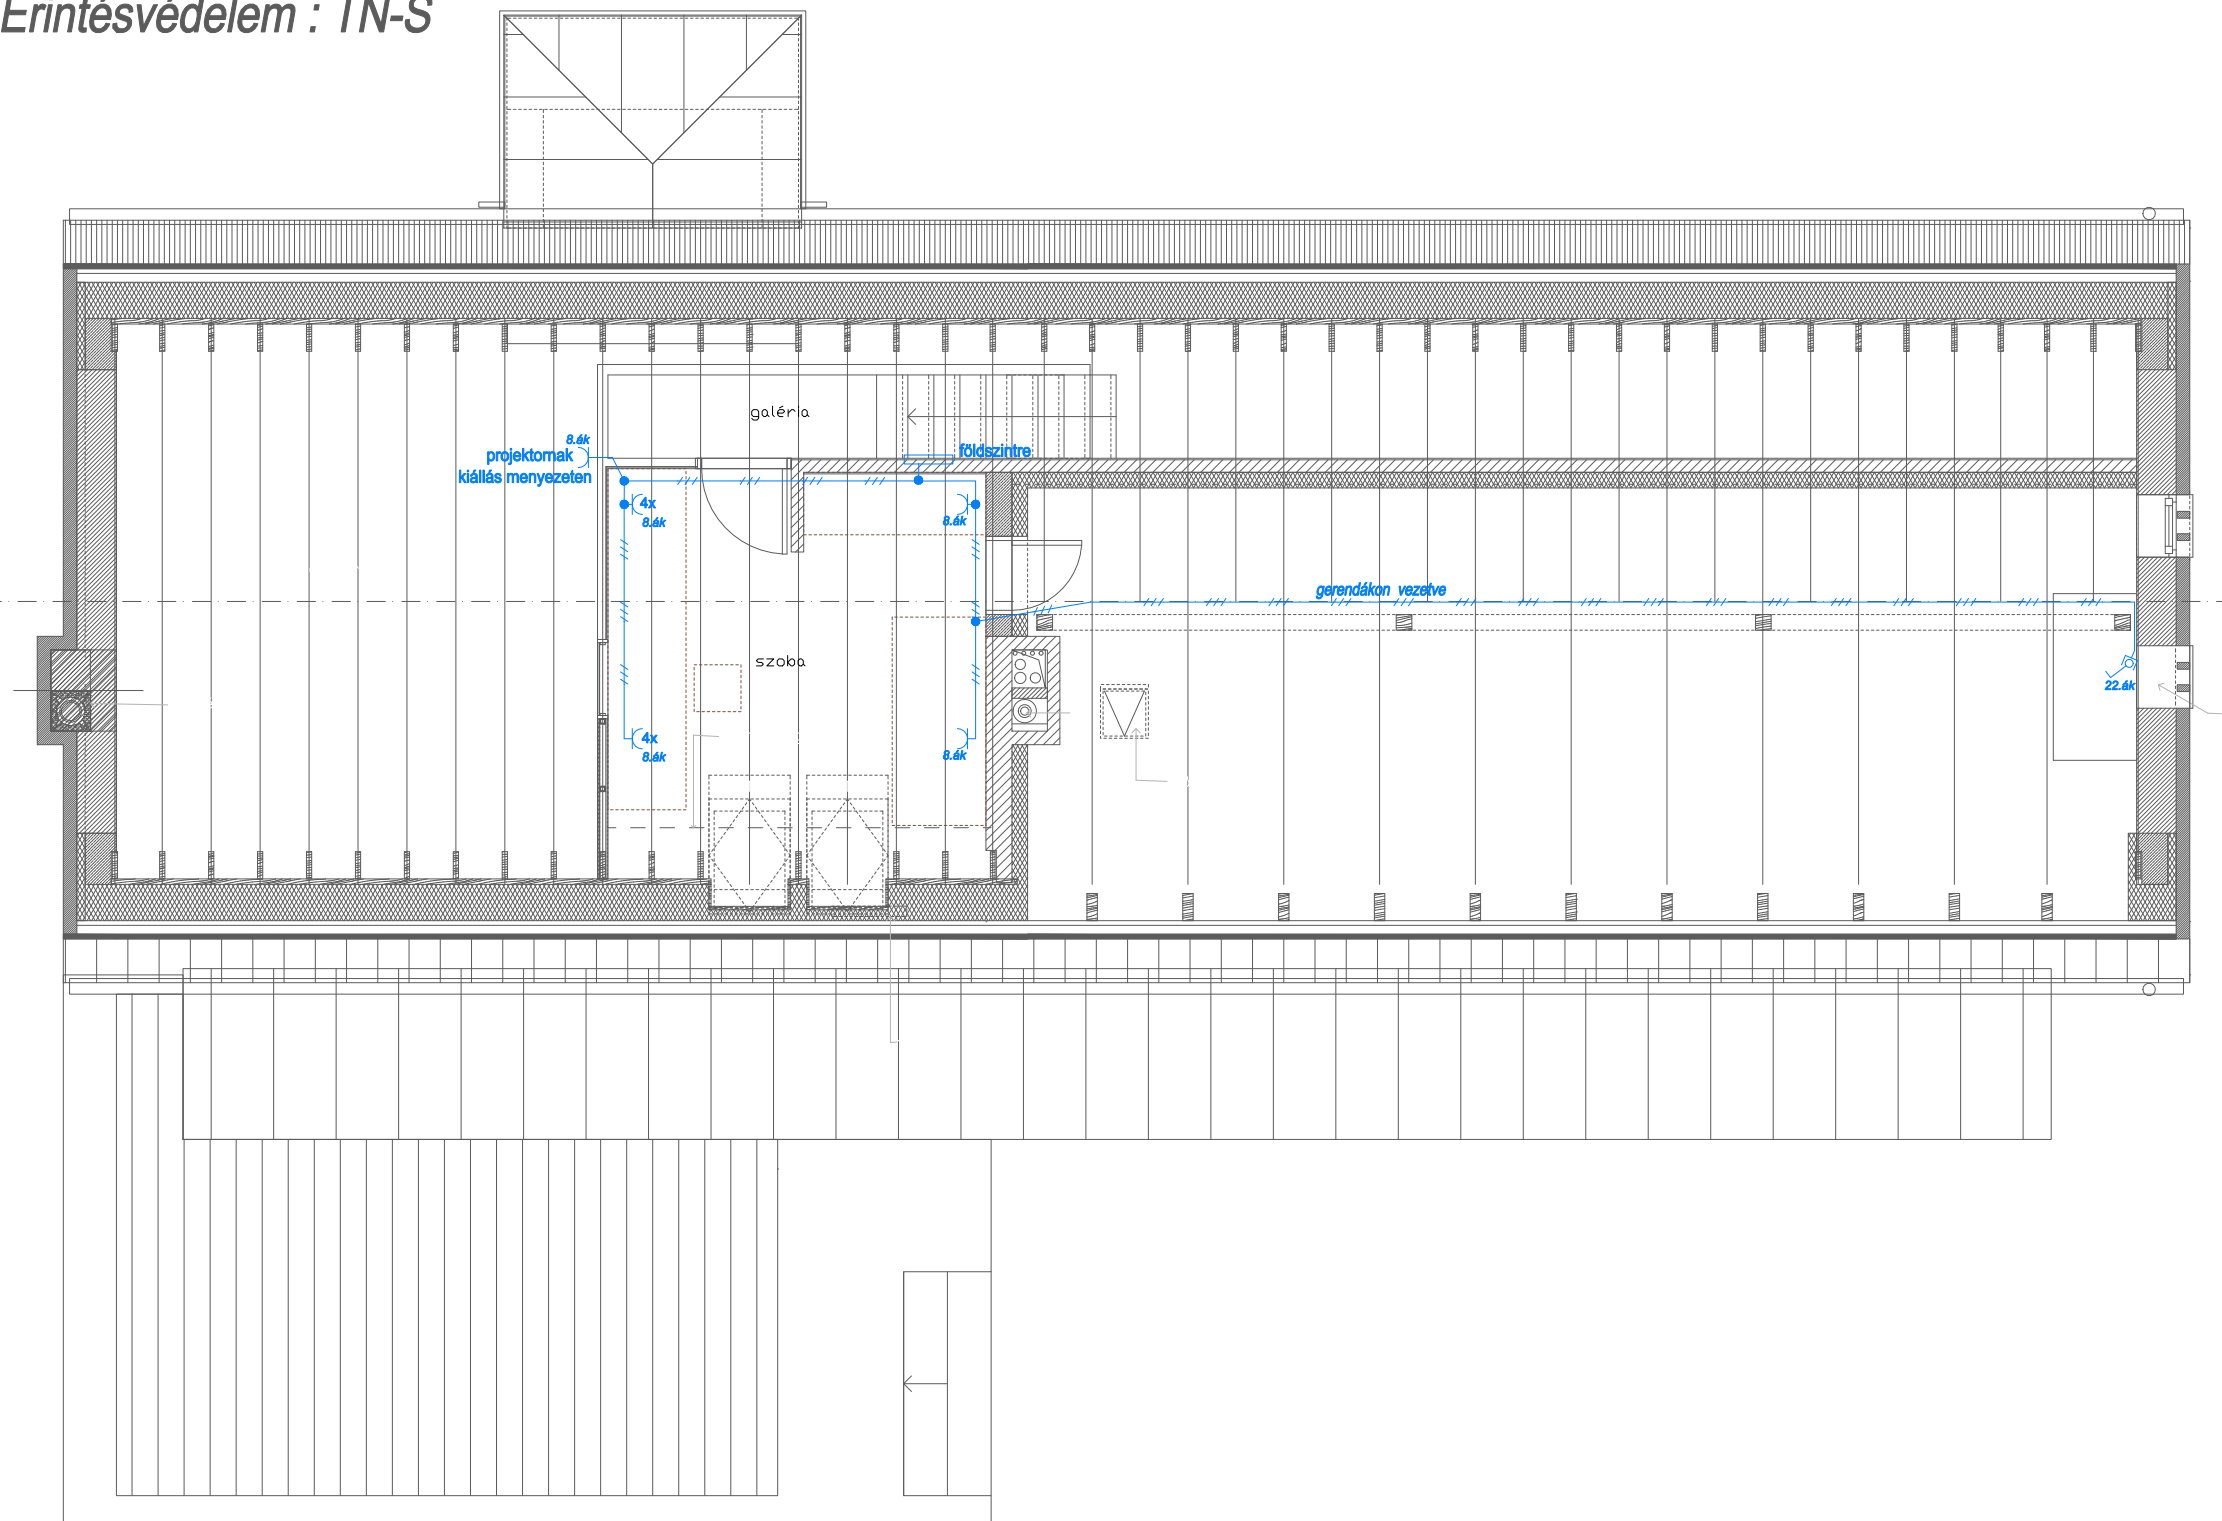 Érintésvédelem : TN-S
galéria
8.ák
projektornak
kiállás menyezeten
földszintre
4x
8.ák
8.ák
gerendákon vezetve
szoba
22.ák
4x
8.ák
8.ák